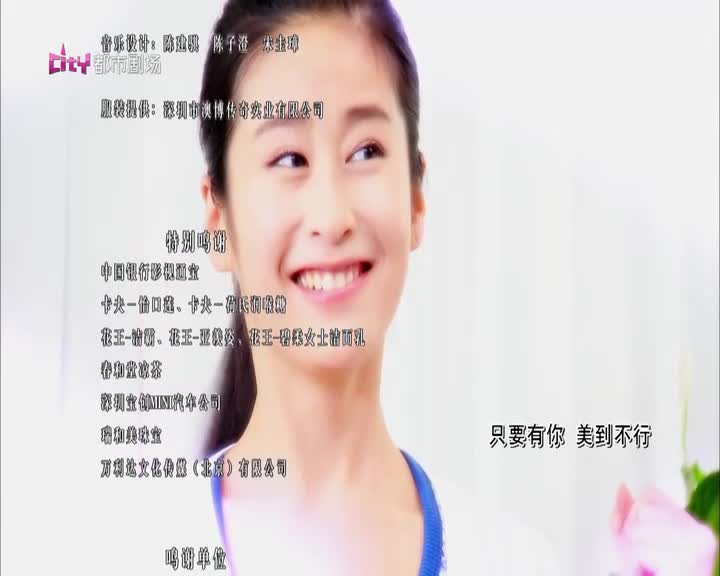 音乐设计：陈建骐 陈子澄 朱圭璋
CITY 都市剧场
服装提供：深圳市澳博传奇实业有限公司
特别鸣谢
中国银行影视通宝
卡夫－怡口莲、卡夫－荷氏润喉糖
花王-洁霸、花王-亚羡姿、花王-碧柔女士洁面乳
春和堂凉茶
深圳宝创MINI汽车公司
瑞和美珠宝
只要有你 美到不行
万利达文化传媒（北京）有限公司
鸣谢单位